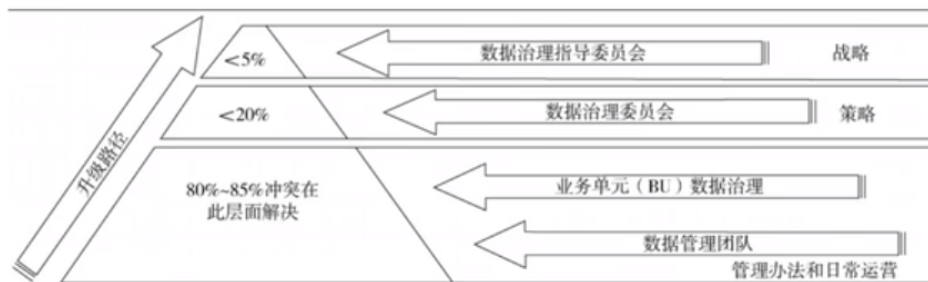 <5%
数据治理指导委员会
战略
<20%
数据治理委员会
策略
升级路径
80%~85%冲突在
此层面解决
业务单元（BU）数据治理
数据管理团队
管理办法和日常运营